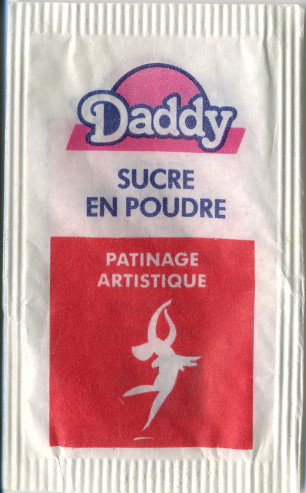 Daddy
SUCRE
EN POUDRE
PATINAGE
ARTISTIQUE